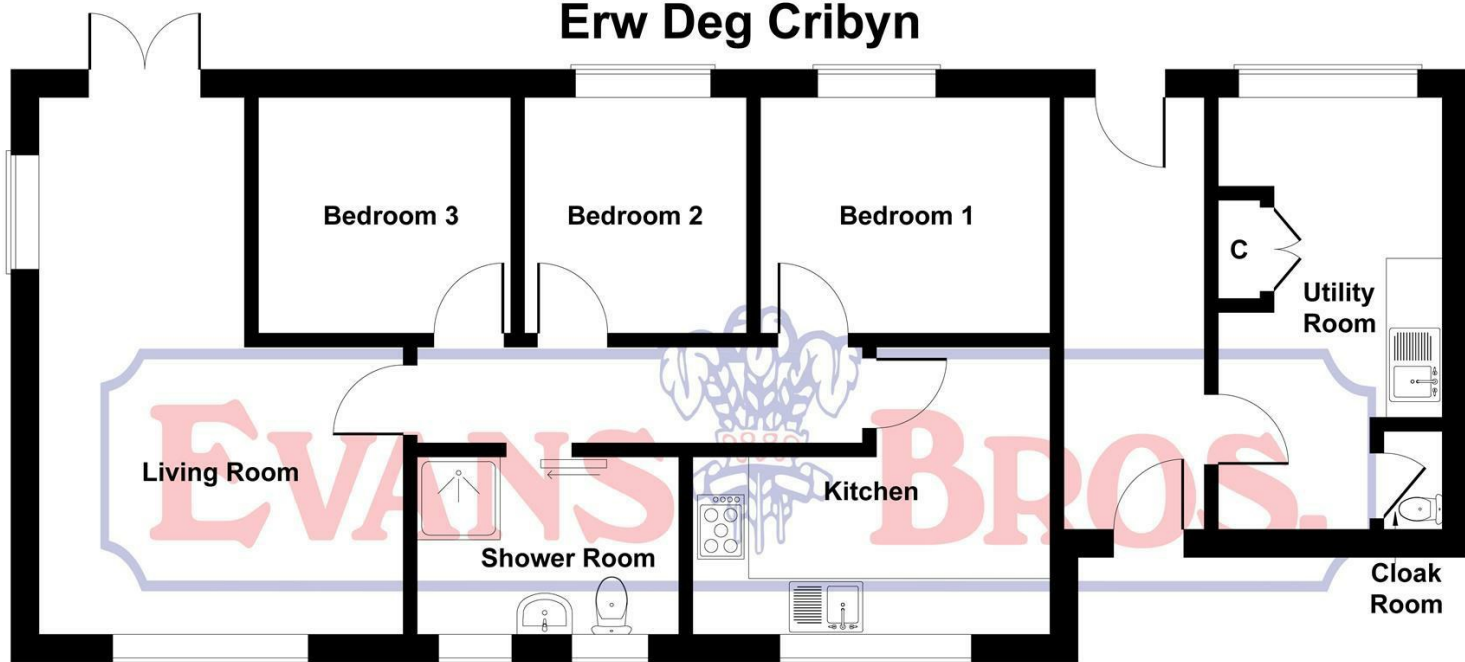 Erw Deg Cribyn
Bedroom 3
Bedroom 2
Bedroom 1
C
Utility
Room
Living Room
EVANS BROS.
Kitchen
Shower Room
Cloak
Room